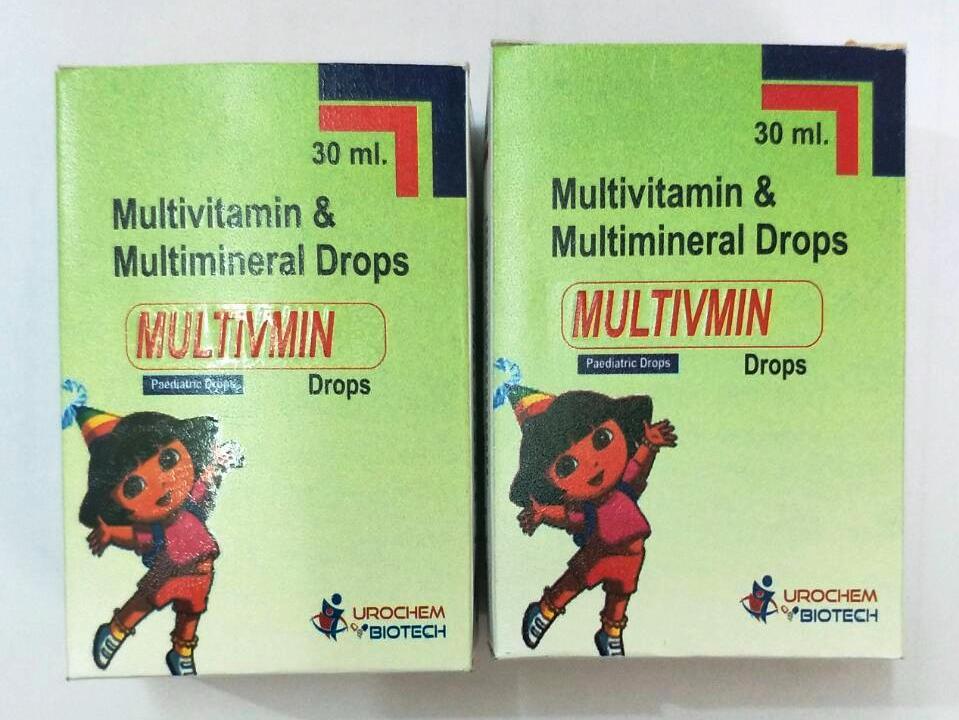 30 ml.
Multivitamin &
Multimineral Drops
MULTIVMIN
Paediatric Drops
Drops
UROCHEM
BIOTECH
30 ml.
Multivitamin &
Multimineral Drops
MULTIVMIN
Paediatric Drops
Drops
UROCHEM
BIOTECH